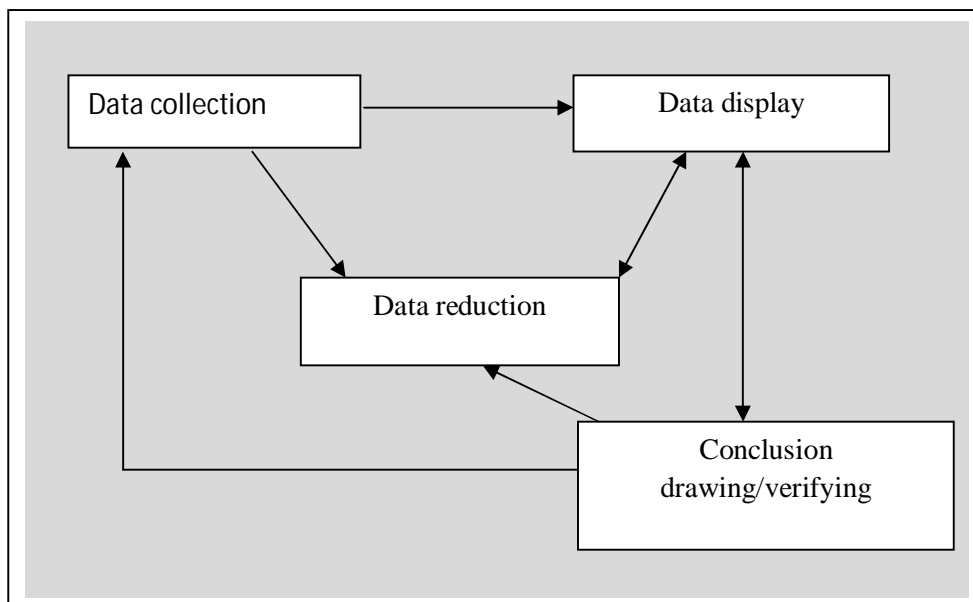 Data collection
Data display
Data reduction
Conclusion
drawing/verifying